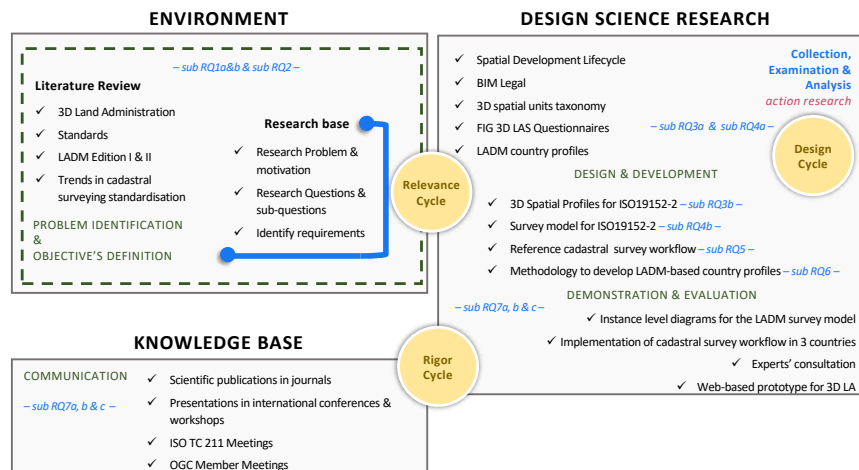 ENVIRONMENT
– sub RQ1a&b & sub RQ2 –
Literature Review
✓ 3D Land Administration
✓ Standards
✓ LADM Edition I & II
✓ Trends in cadastral
surveying standardisation
Research base
✓ Research Problem &
motivation
✓ Research Questions &
sub-questions
✓ Identify requirements
PROBLEM IDENTIFICATION
&
OBJECTIVE'S DEFINITION
Relevance
Cycle
DESIGN SCIENCE RESEARCH
✓ Spatial Development Lifecycle
✓ BIM Legal
✓ 3D spatial units taxonomy
✓ FIG 3D LAS Questionnaires
✓ LADM country profiles
Collection,
Examination &
Analysis
action research
– sub RQ3a & sub RQ4a –
Design
Cycle
DESIGN & DEVELOPMENT
✓ 3D Spatial Profiles for ISO19152-2 – sub RQ3b –
✓ Survey model for ISO19152-2 – sub RQ4b –
✓ Reference cadastral survey workflow – sub RQ5 –
✓ Methodology to develop LADM-based country profiles – sub RQ6 –
DEMONSTRATION & EVALUATION
– sub RQ7a, b & c –
✓ Instance level diagrams for the LADM survey model
✓ Implementation of cadastral survey workflow in 3 countries
✓ Experts' consultation
✓ Web-based prototype for 3D LA
Rigor
Cycle
KNOWLEDGE BASE
COMMUNICATION
– sub RQ7a, b & c –
✓ Scientific publications in journals
✓ Presentations in international conferences &
workshops
✓ ISO TC 211 Meetings
✓ OGC Member Meetings